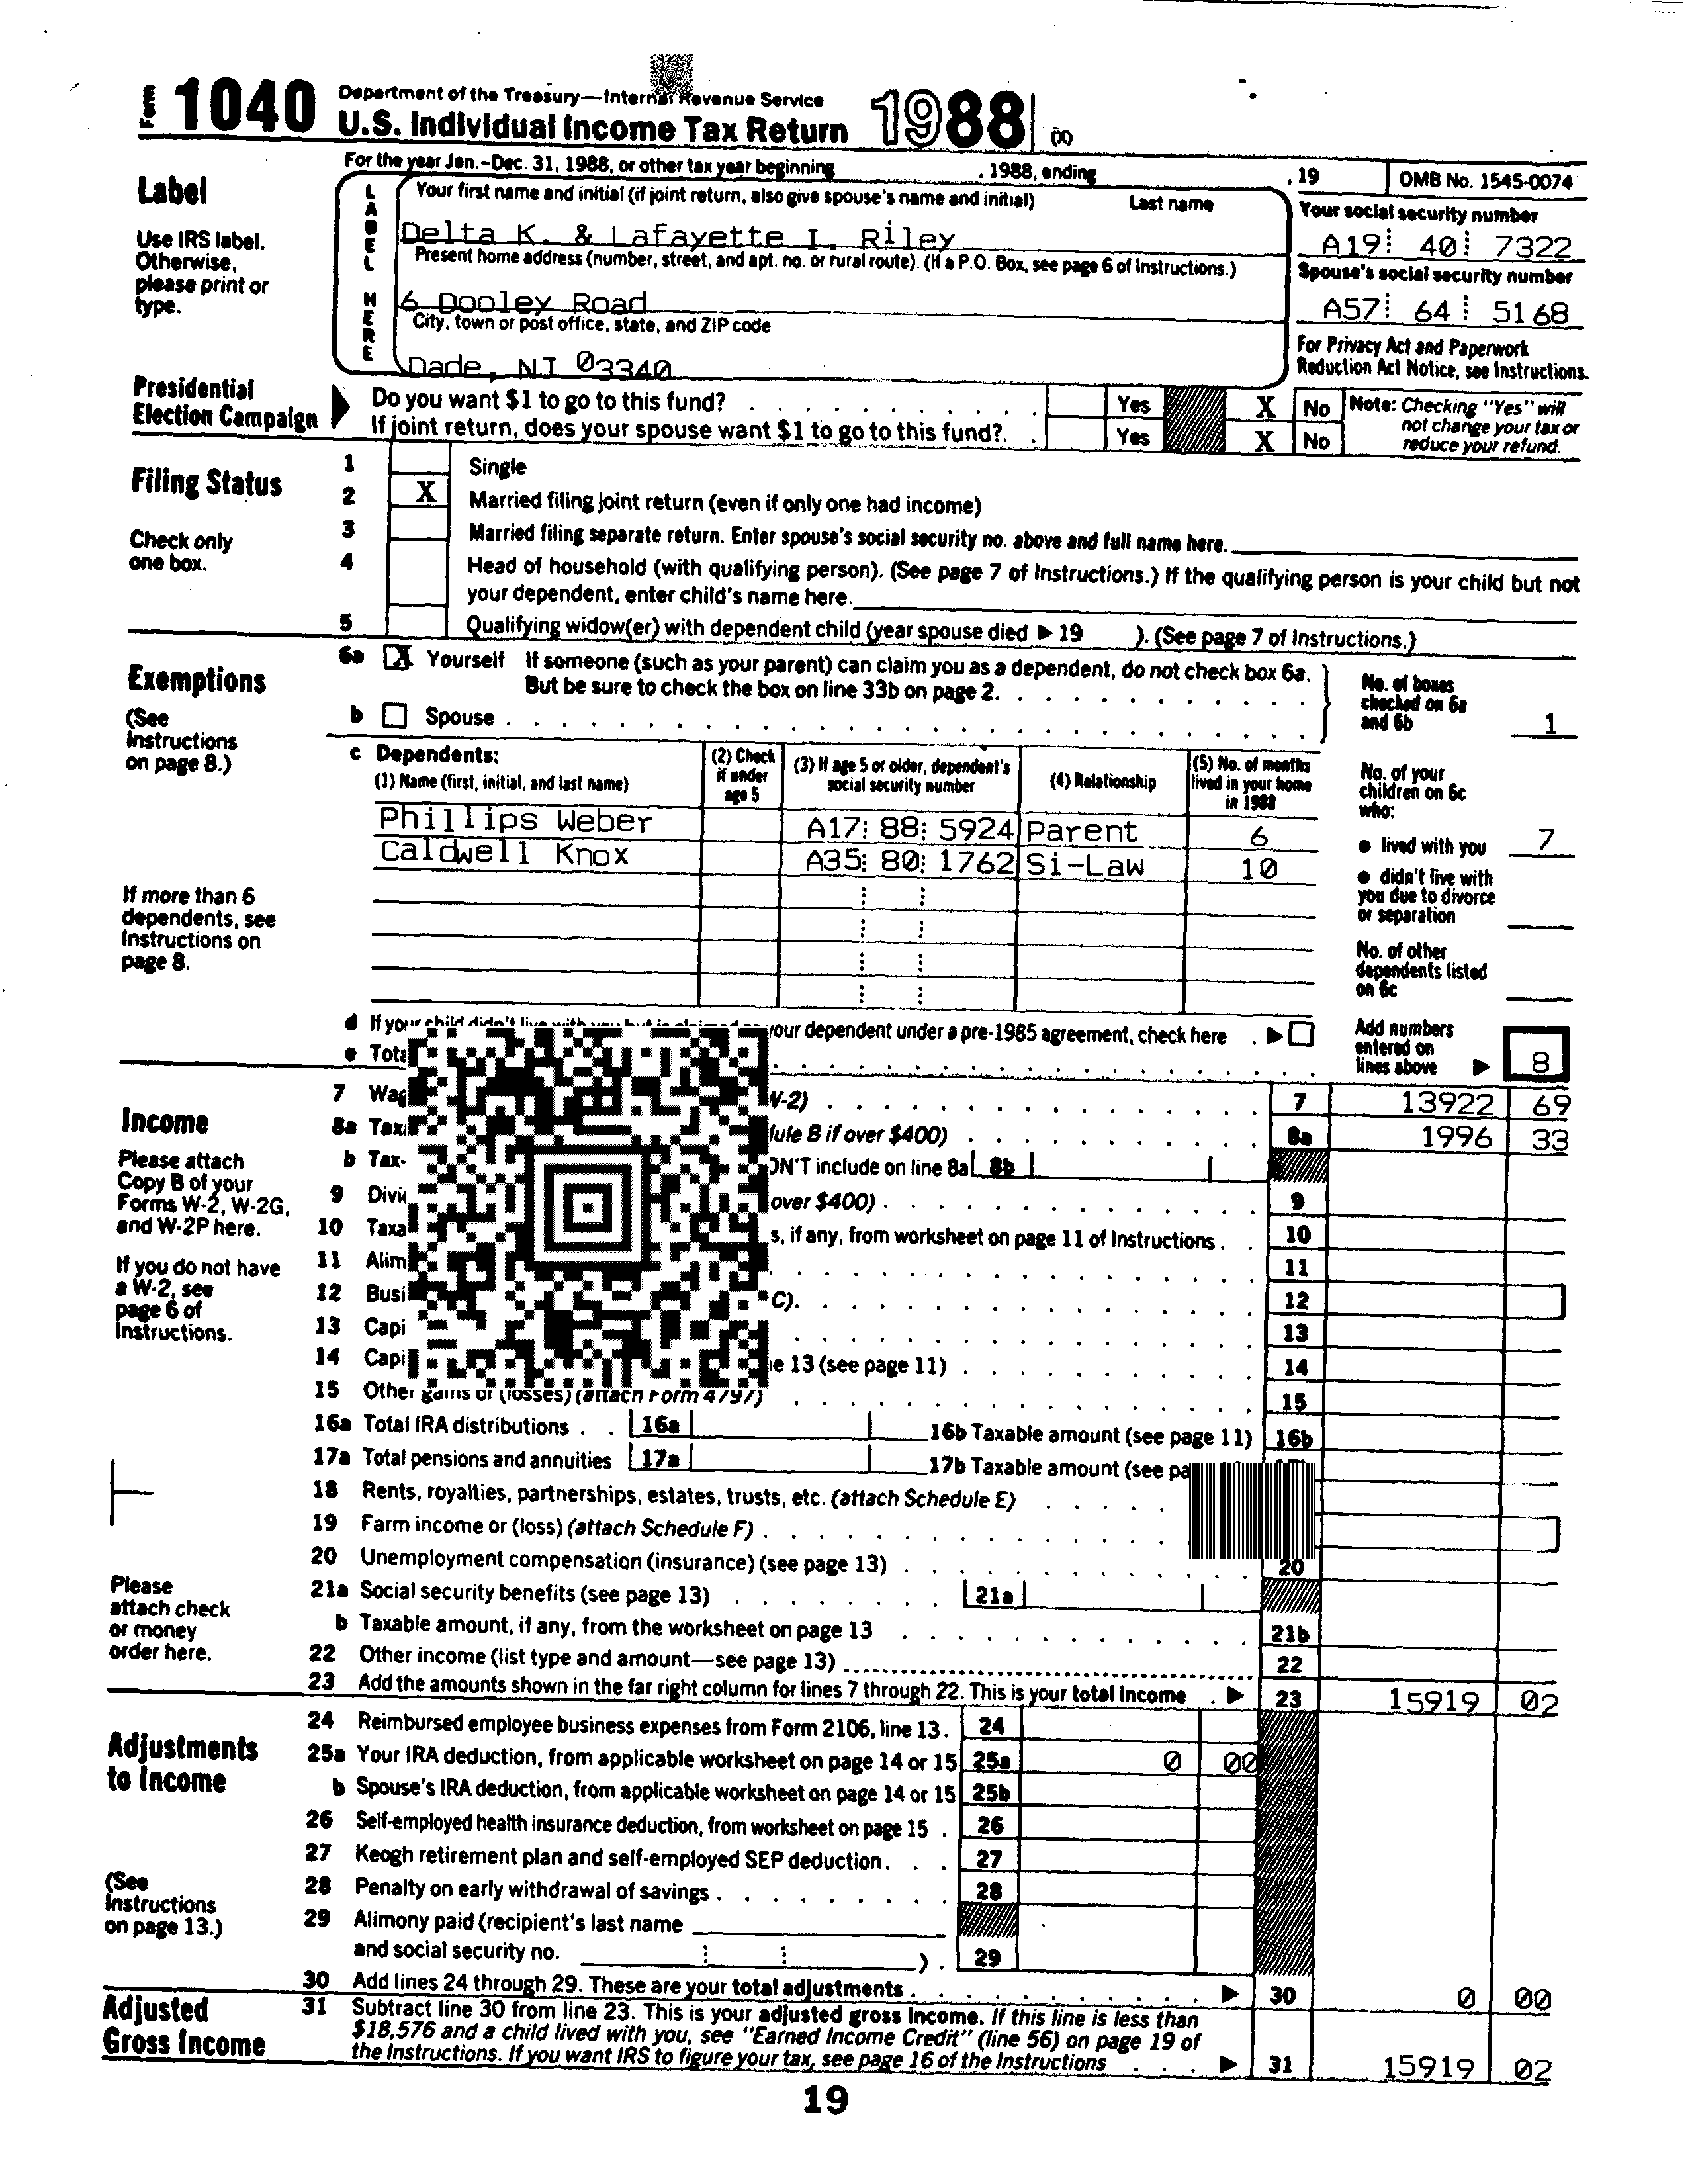 Form 1040 Department of the Treasury—Internal Revenue Service
U.S. Individual Income Tax Return 1988 (X)
For the year Jan.-Dec. 31, 1988, or other tax year beginning , 1988, ending , 19 OMB No. 1545-0074
Label
Use IRS label. Otherwise, please print or type.
LABEL HERE
Your first name and initial (if joint return, also give spouse's name and initial) Last name
Delta K. & Lafayette I. Riley
Your social security number
A19 40 7322
Present home address (number, street, and apt. no. or rural route). (If a P.O. Box, see page 6 of Instructions.)
6 Dooley Road
Spouse's social security number
A57 64 5168
City, town or post office, state, and ZIP code
Dade, NJ 03340
For Privacy Act and Paperwork Reduction Act Notice, see Instructions.
Presidential Election Campaign
Do you want $1 to go to this fund? Yes X No
If joint return, does your spouse want $1 to go to this fund? Yes X No
Note: Checking "Yes" will not change your tax or reduce your refund.
Filing Status
Check only one box.
1 Single
2 X Married filing joint return (even if only one had income)
3 Married filing separate return. Enter spouse's social security no. above and full name here.
4 Head of household (with qualifying person). (See page 7 of Instructions.) If the qualifying person is your child but not
your dependent, enter child's name here.
5 Qualifying widow(er) with dependent child (year spouse died ▶ 19 ). (See page 7 of Instructions.)
Exemptions
(See Instructions on page 8.)
6a X Yourself If someone (such as your parent) can claim you as a dependent, do not check box 6a.
But be sure to check the box on line 33b on page 2.
b Spouse
No. of boxes checked on 6a and 6b 1
c Dependents:
(1) Name (first, initial, and last name) (2) Check if under age 5 (3) If age 5 or older, dependent's social security number (4) Relationship (5) No. of months lived in your home in 1988
Phillips Weber A17 88 5924 Parent 6
Caldwell Knox A35 80 1762 Si-Law 10
No. of your children on 6c who:
● lived with you 7
● didn't live with you due to divorce or separation
No. of other dependents listed on 6c
If more than 6 dependents, see Instructions on page 8.
d If your child didn't live with you but is claimed as your dependent under a pre-1985 agreement, check here ▶
e
Add numbers entered on lines above ▶ 8
Income
Please attach Copy B of your Forms W-2, W-2G, and W-2P here.
If you do not have a W-2, see page 6 of Instructions.
Please attach check or money order here.
7 W-2) 7 13922 69
8a B if over $400) 8a 1996 33
b Tax- DON'T include on line 8a 8b
9 over $400) 9
10 if any, from worksheet on page 11 of Instructions 10
11 11
12 C). 12
13 13
14 13 (see page 11) 14
15 Other gains or (losses) (attach Form 4797) 15
16a Total IRA distributions 16a 16b Taxable amount (see page 11) 16b
17a Total pensions and annuities 17a 17b Taxable amount (see
18 Rents, royalties, partnerships, estates, trusts, etc. (attach Schedule E)
19 Farm income or (loss) (attach Schedule F)
20 Unemployment compensation (insurance) (see page 13) 20
21a Social security benefits (see page 13) 21a
b Taxable amount, if any, from the worksheet on page 13 21b
22 Other income (list type and amount—see page 13) 22
23 Add the amounts shown in the far right column for lines 7 through 22. This is your total income ▶ 23 15919 02
Adjustments to Income
(See Instructions on page 13.)
24 Reimbursed employee business expenses from Form 2106, line 13. 24
25a Your IRA deduction, from applicable worksheet on page 14 or 15 25a 0 00
b Spouse's IRA deduction, from applicable worksheet on page 14 or 15 25b
26 Self-employed health insurance deduction, from worksheet on page 15 26
27 Keogh retirement plan and self-employed SEP deduction 27
28 Penalty on early withdrawal of savings 28
29 Alimony paid (recipient's last name
and social security no. ) 29
30 Add lines 24 through 29. These are your total adjustments ▶ 30 0 00
Adjusted Gross Income
31 Subtract line 30 from line 23. This is your adjusted gross income. If this line is less than
$18,576 and a child lived with you, see "Earned Income Credit" (line 56) on page 19 of
the Instructions. If you want IRS to figure your tax, see page 16 of the Instructions ▶ 31 15919 02
19